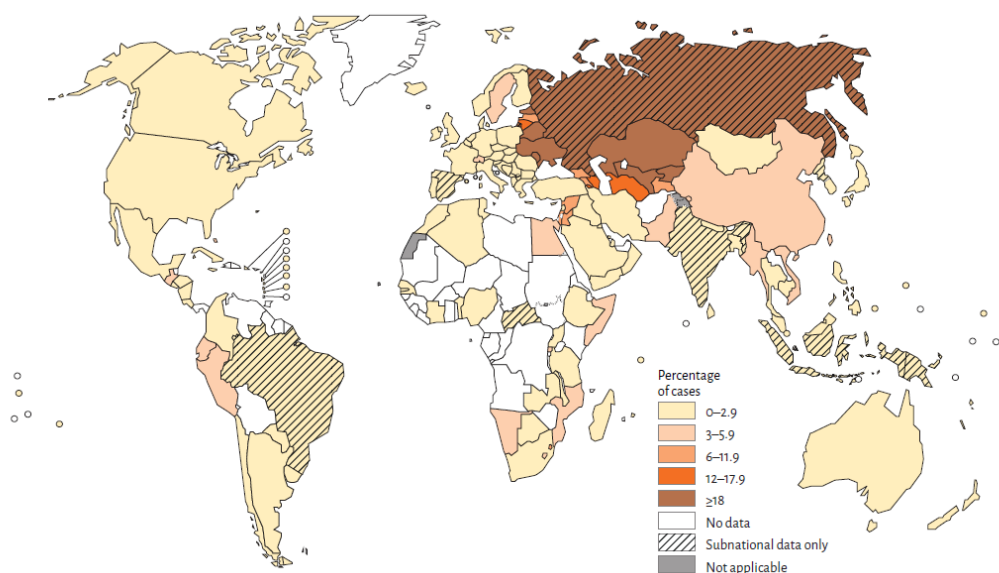 Percentage
of cases
0–2.9
3–5.9
6–11.9
12–17.9
≥18
No data
Subnational data only
Not applicable